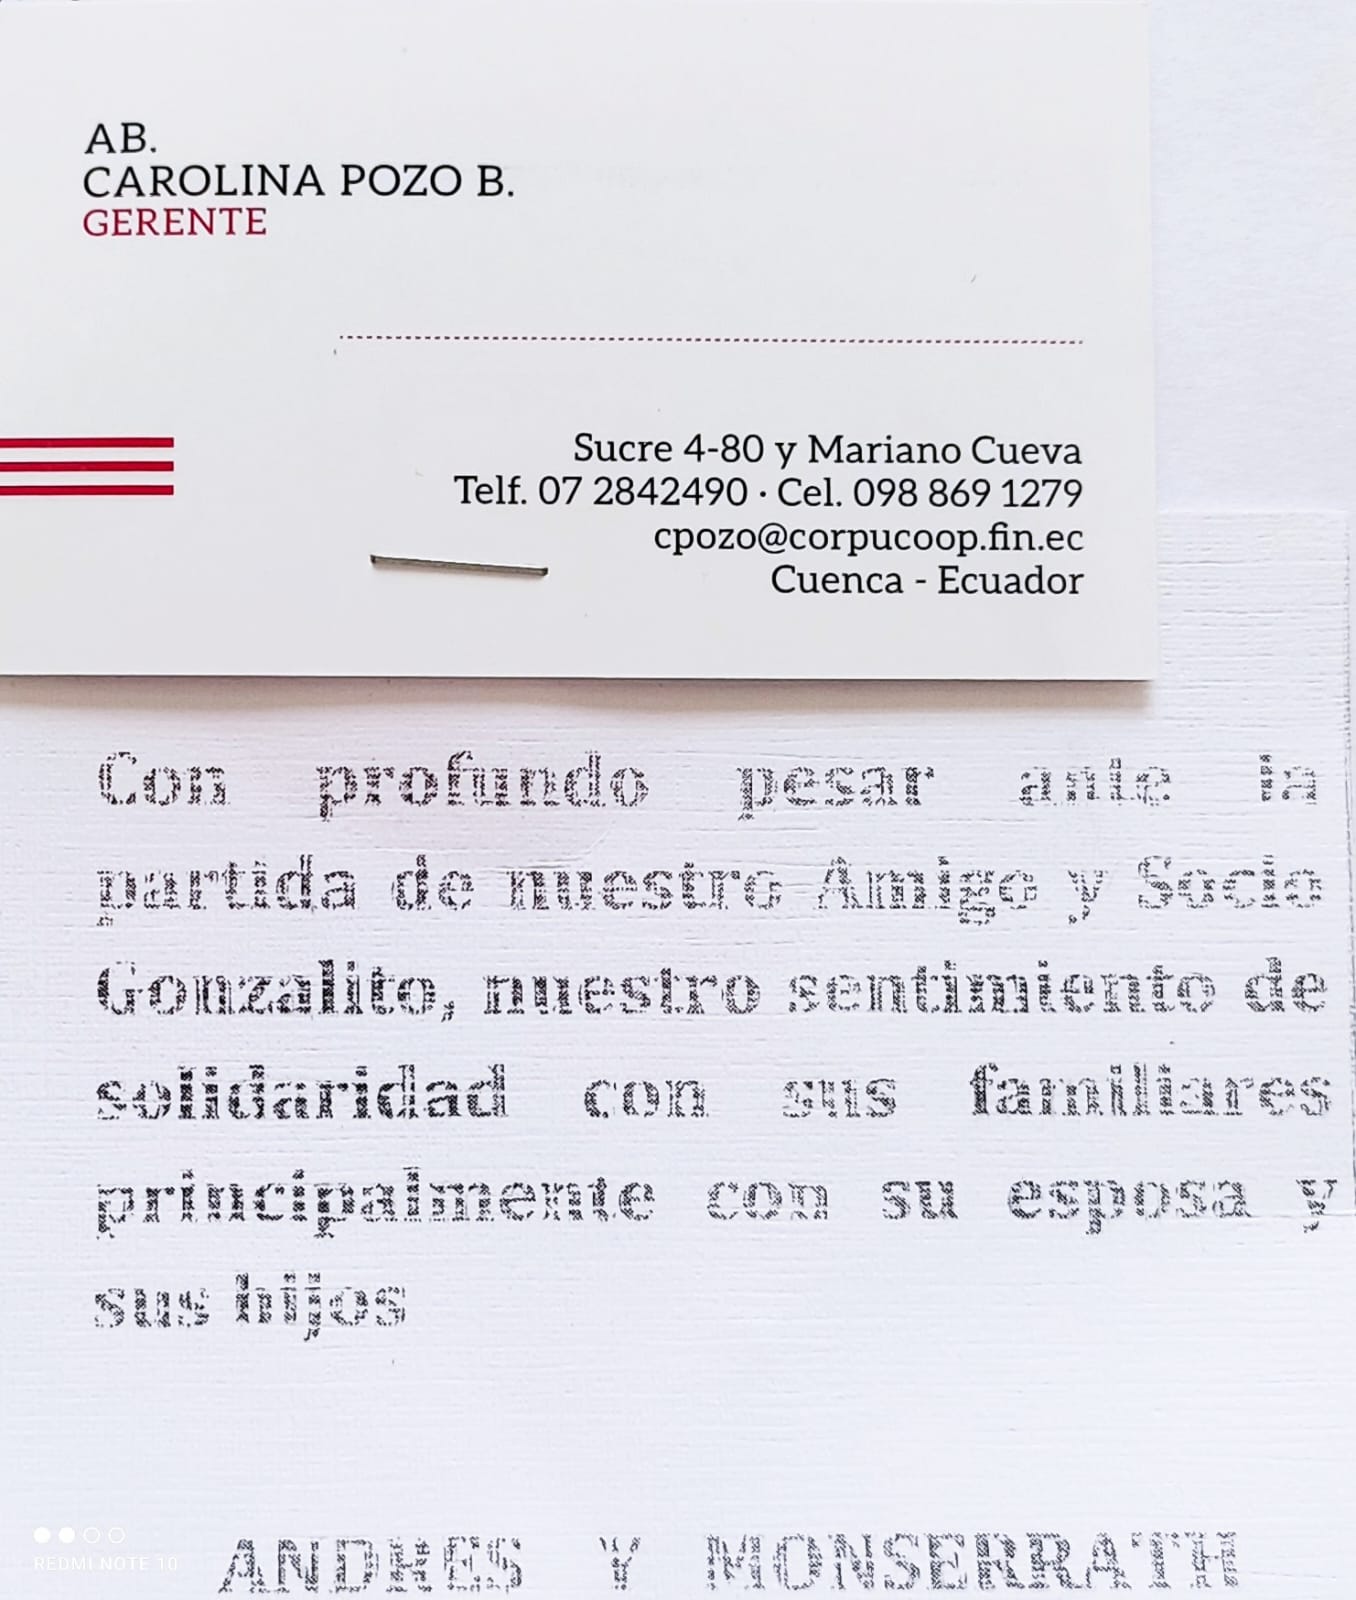 AB.
CAROLINA POZO B.
GERENTE
Sucre 4-80 y Mariano Cueva
Telf. 07 2842490 · Cel. 098 869 1279
cpozo@corpucoop.fin.ec
Cuenca - Ecuador
Con profundo pesar ante la
partida de nuestro Amigo y Socio
Gonzalito, nuestro sentimiento de
solidaridad con sus familiares
principalmente con su esposa y
sus hijos
ANDRES Y MONSERRATH
REDMI NOTE 10